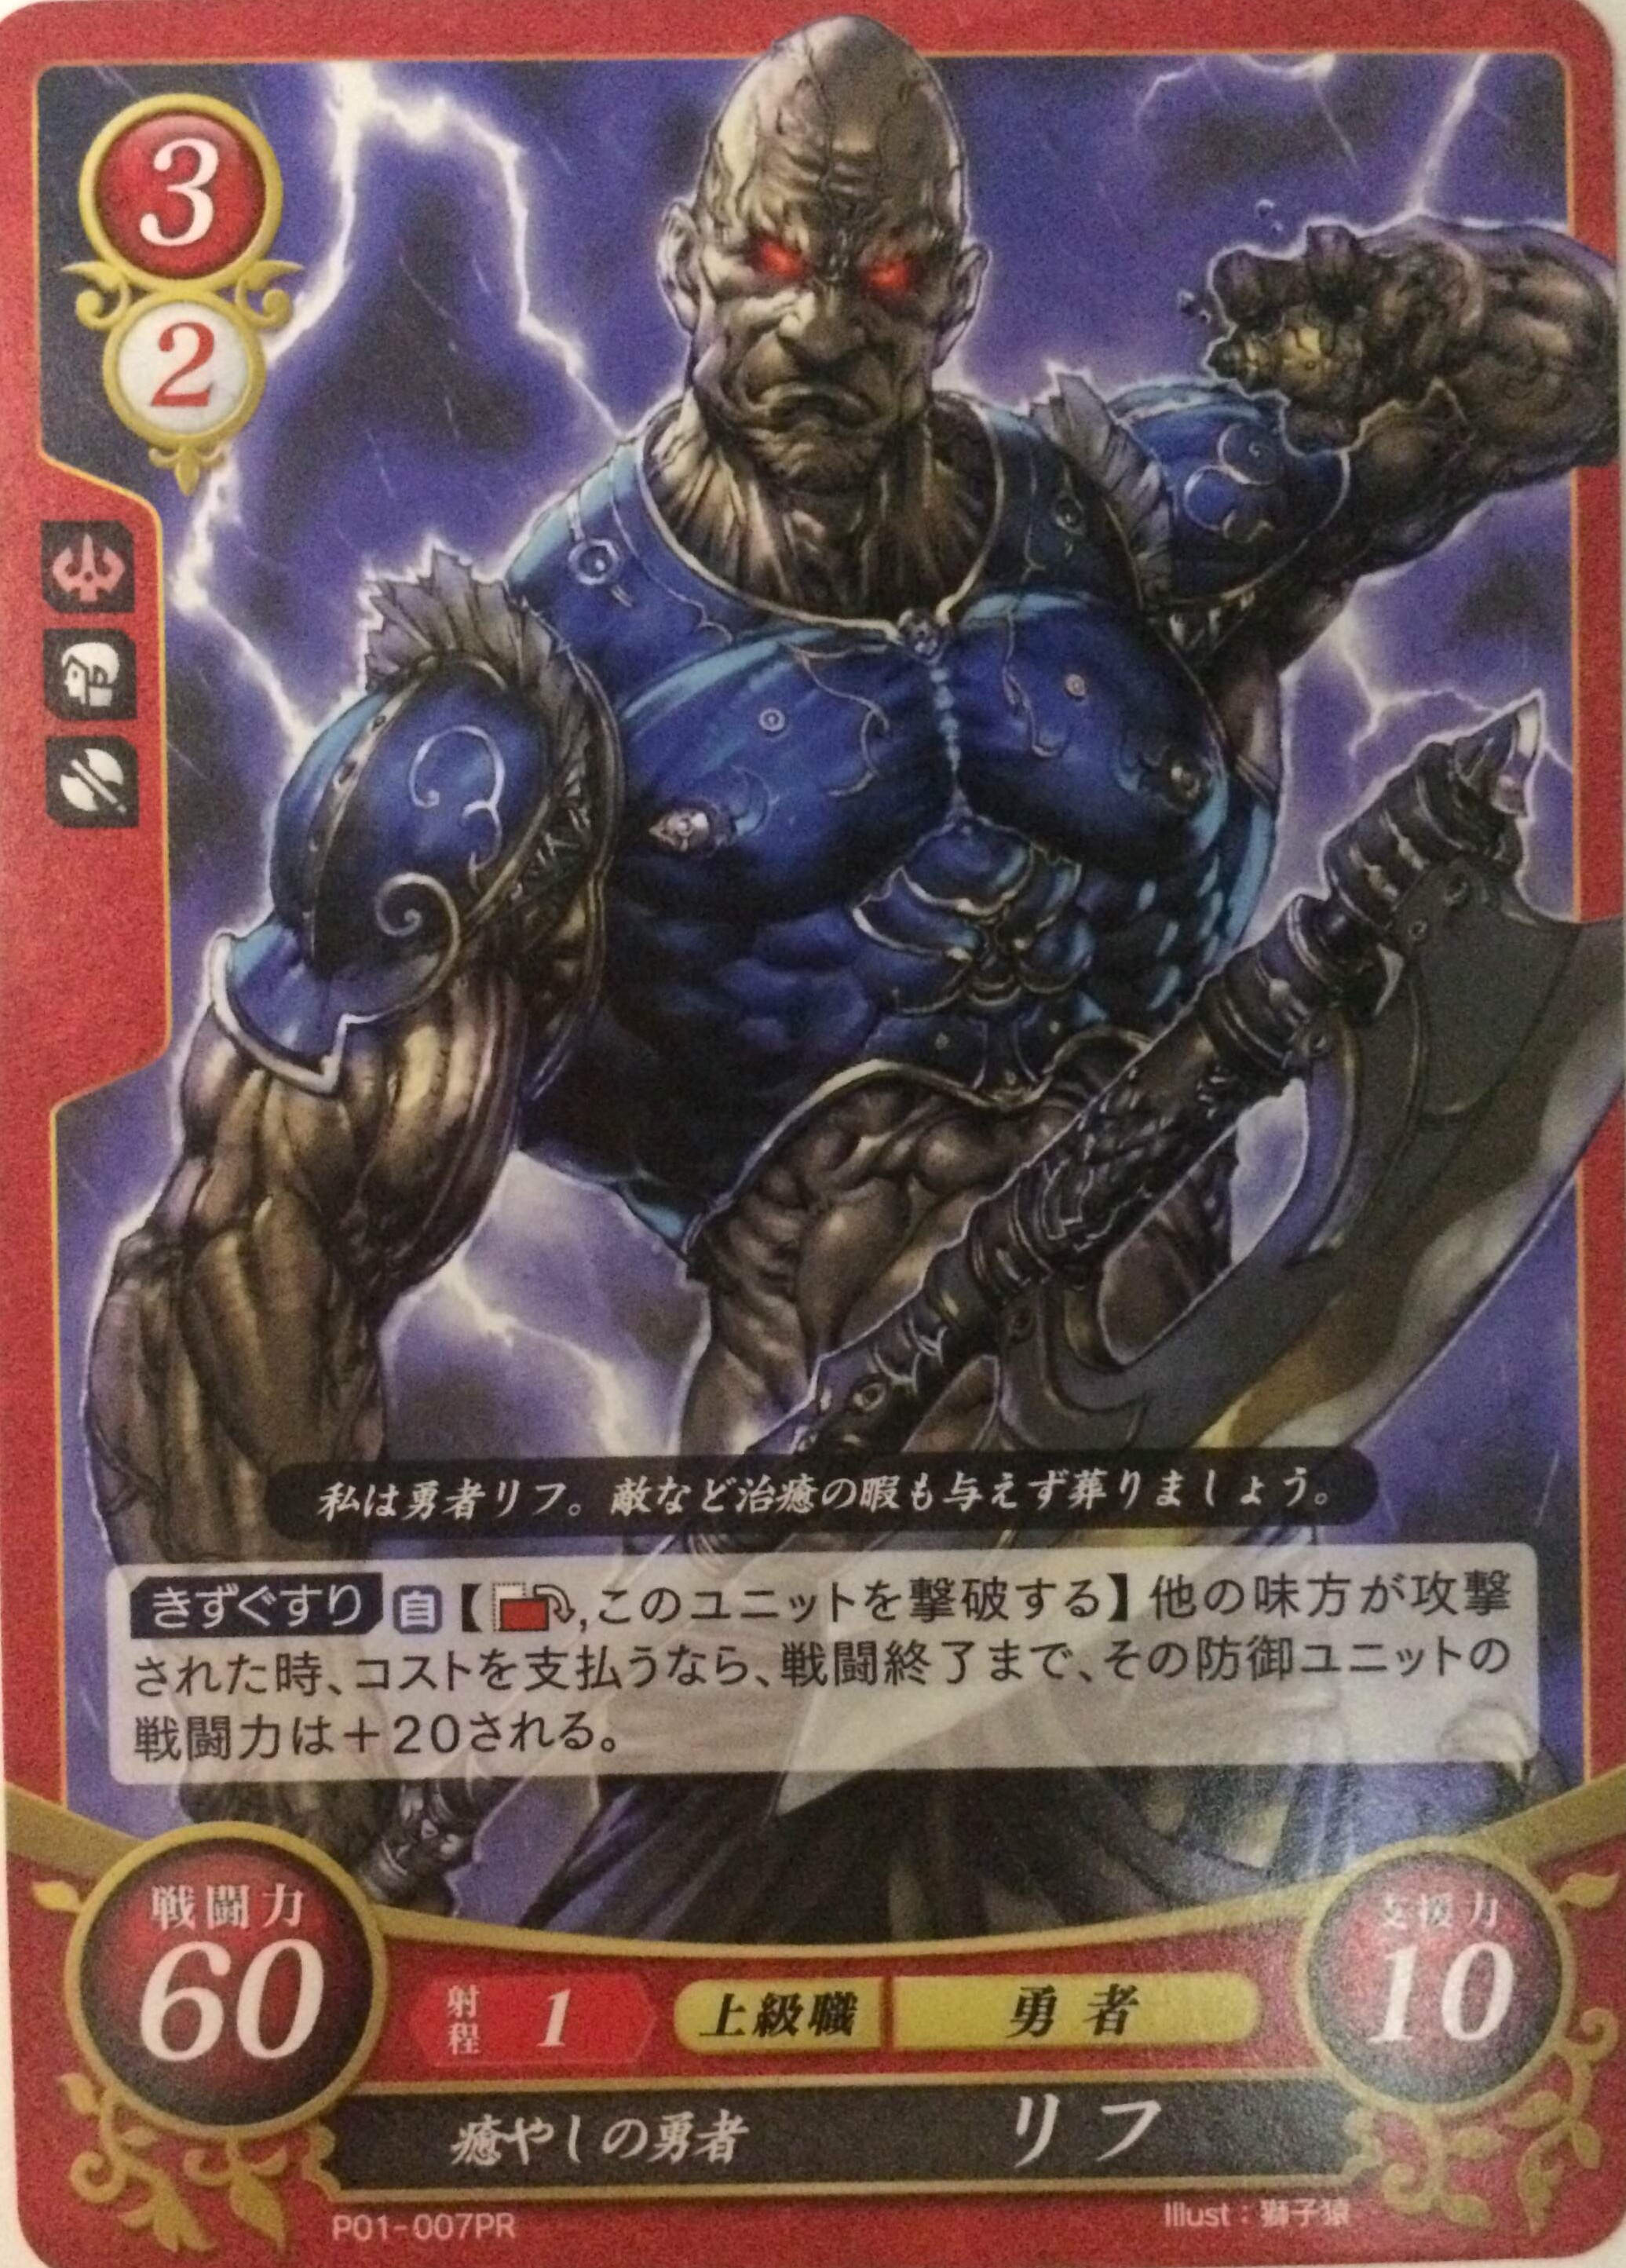 3
2
私は勇者リフ。敵など治癒の暇も与えず葬りましょう。
きずぐすり 自【,このユニットを撃破する】他の味方が攻撃
された時、コストを支払うなら、戦闘終了まで、その防御ユニットの
戦闘力は＋20される。
戦闘力
60
射程 1
上級職
勇者
支援力
10
癒やしの勇者 リフ
P01-007PR
Illust：獅子猿